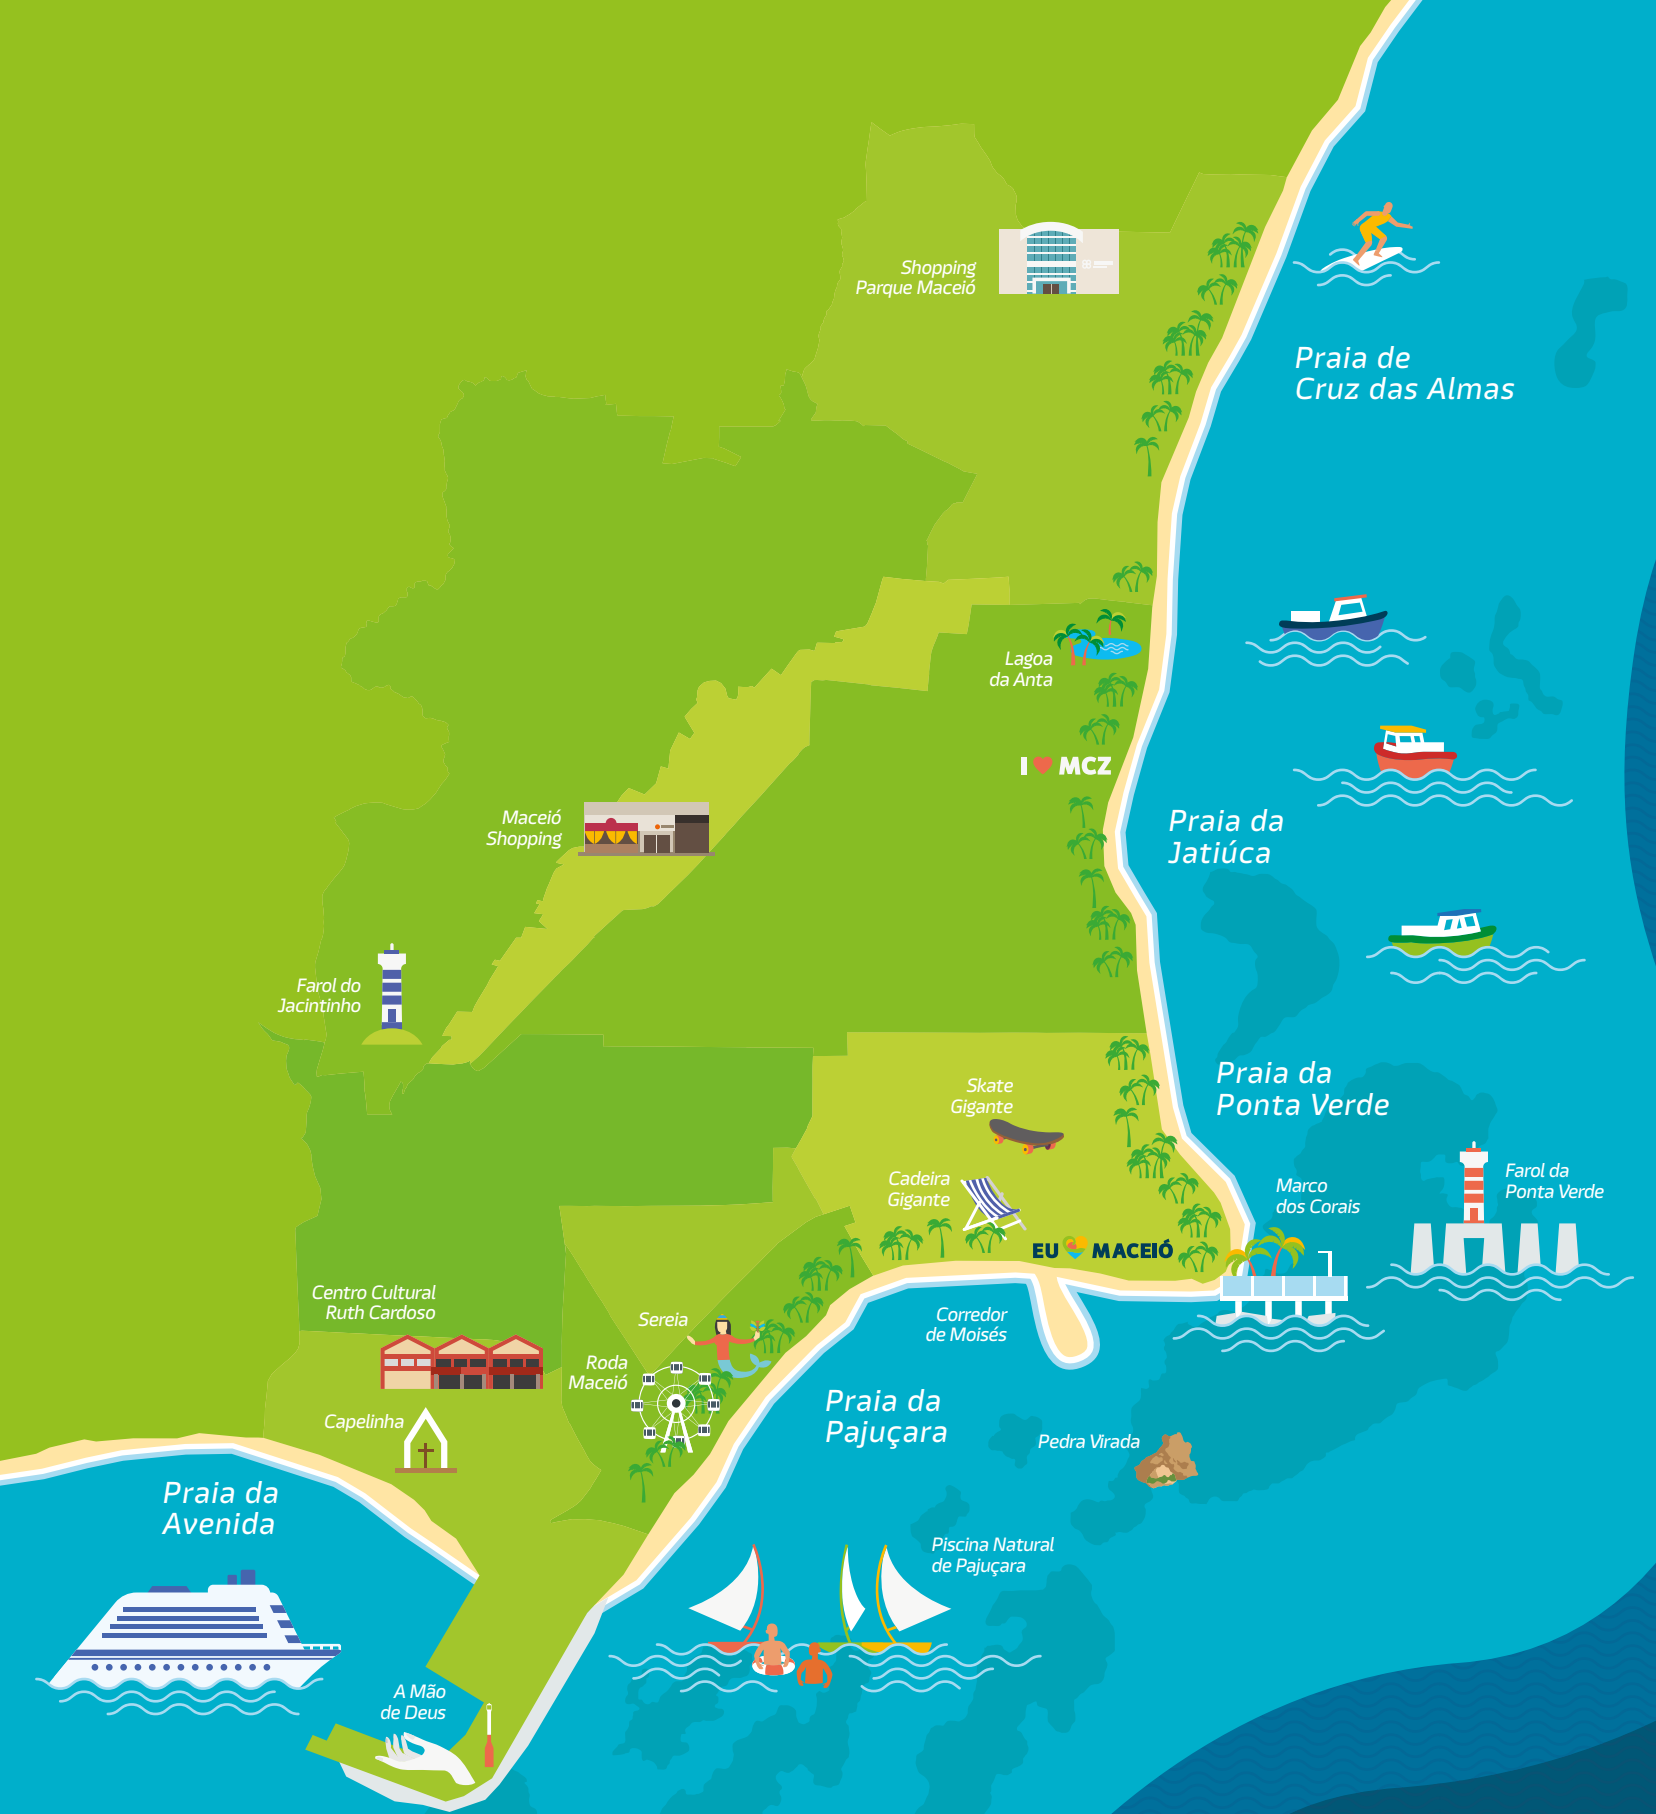 Shopping
Parque Maceió
Praia de
Cruz das Almas
Lagoa
da Anta
I MCZ
Maceió
Shopping
Praia da
Jatiúca
Farol do
Jacintinho
Praia da
Ponta Verde
Skate
Gigante
Cadeira
Gigante
Farol da
Ponta Verde
Marco
dos Corais
EU MACEIÓ
Centro Cultural
Ruth Cardoso
Sereia
Corredor
de Moisés
Roda
Maceió
Praia da
Pajuçara
Capelinha
Pedra Virada
Praia da
Avenida
Piscina Natural
de Pajuçara
A Mão
de Deus